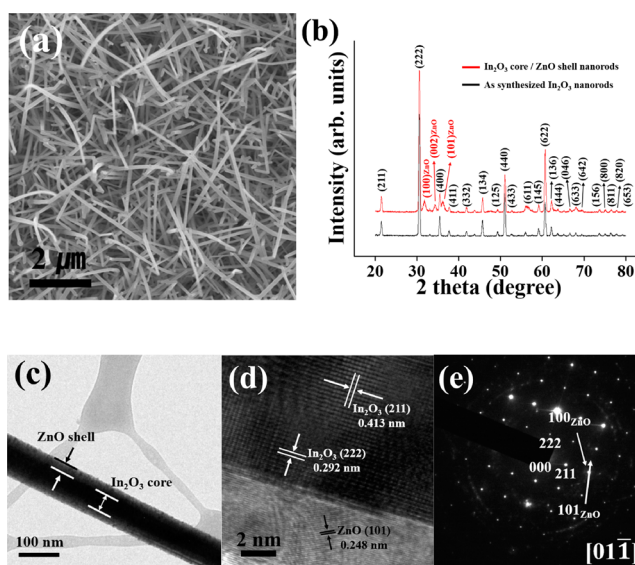 (a)
2 μm
(b)
Intensity (arb. units)
In₂O₃ core / ZnO shell nanorods
As synthesized In₂O₃ nanorods
(211)
(222)
(100)ZnO
(002)ZnO
(101)ZnO
(400)
(411)
(332)
(134)
(125)
(440)
(433)
(611)
(145)
(622)
(136)
(444)
(046)
(633)
(642)
(156)
(800)
(811)
(820)
(653)
20 30 40 50 60 70 80
2 theta (degree)
(c)
ZnO shell
In₂O₃ core
100 nm
(d)
In₂O₃ (211)
0.413 nm
In₂O₃ (222)
0.292 nm
ZnO (101)
0.248 nm
2 nm
(e)
100ZnO
222
000
211
101ZnO
[011̅]